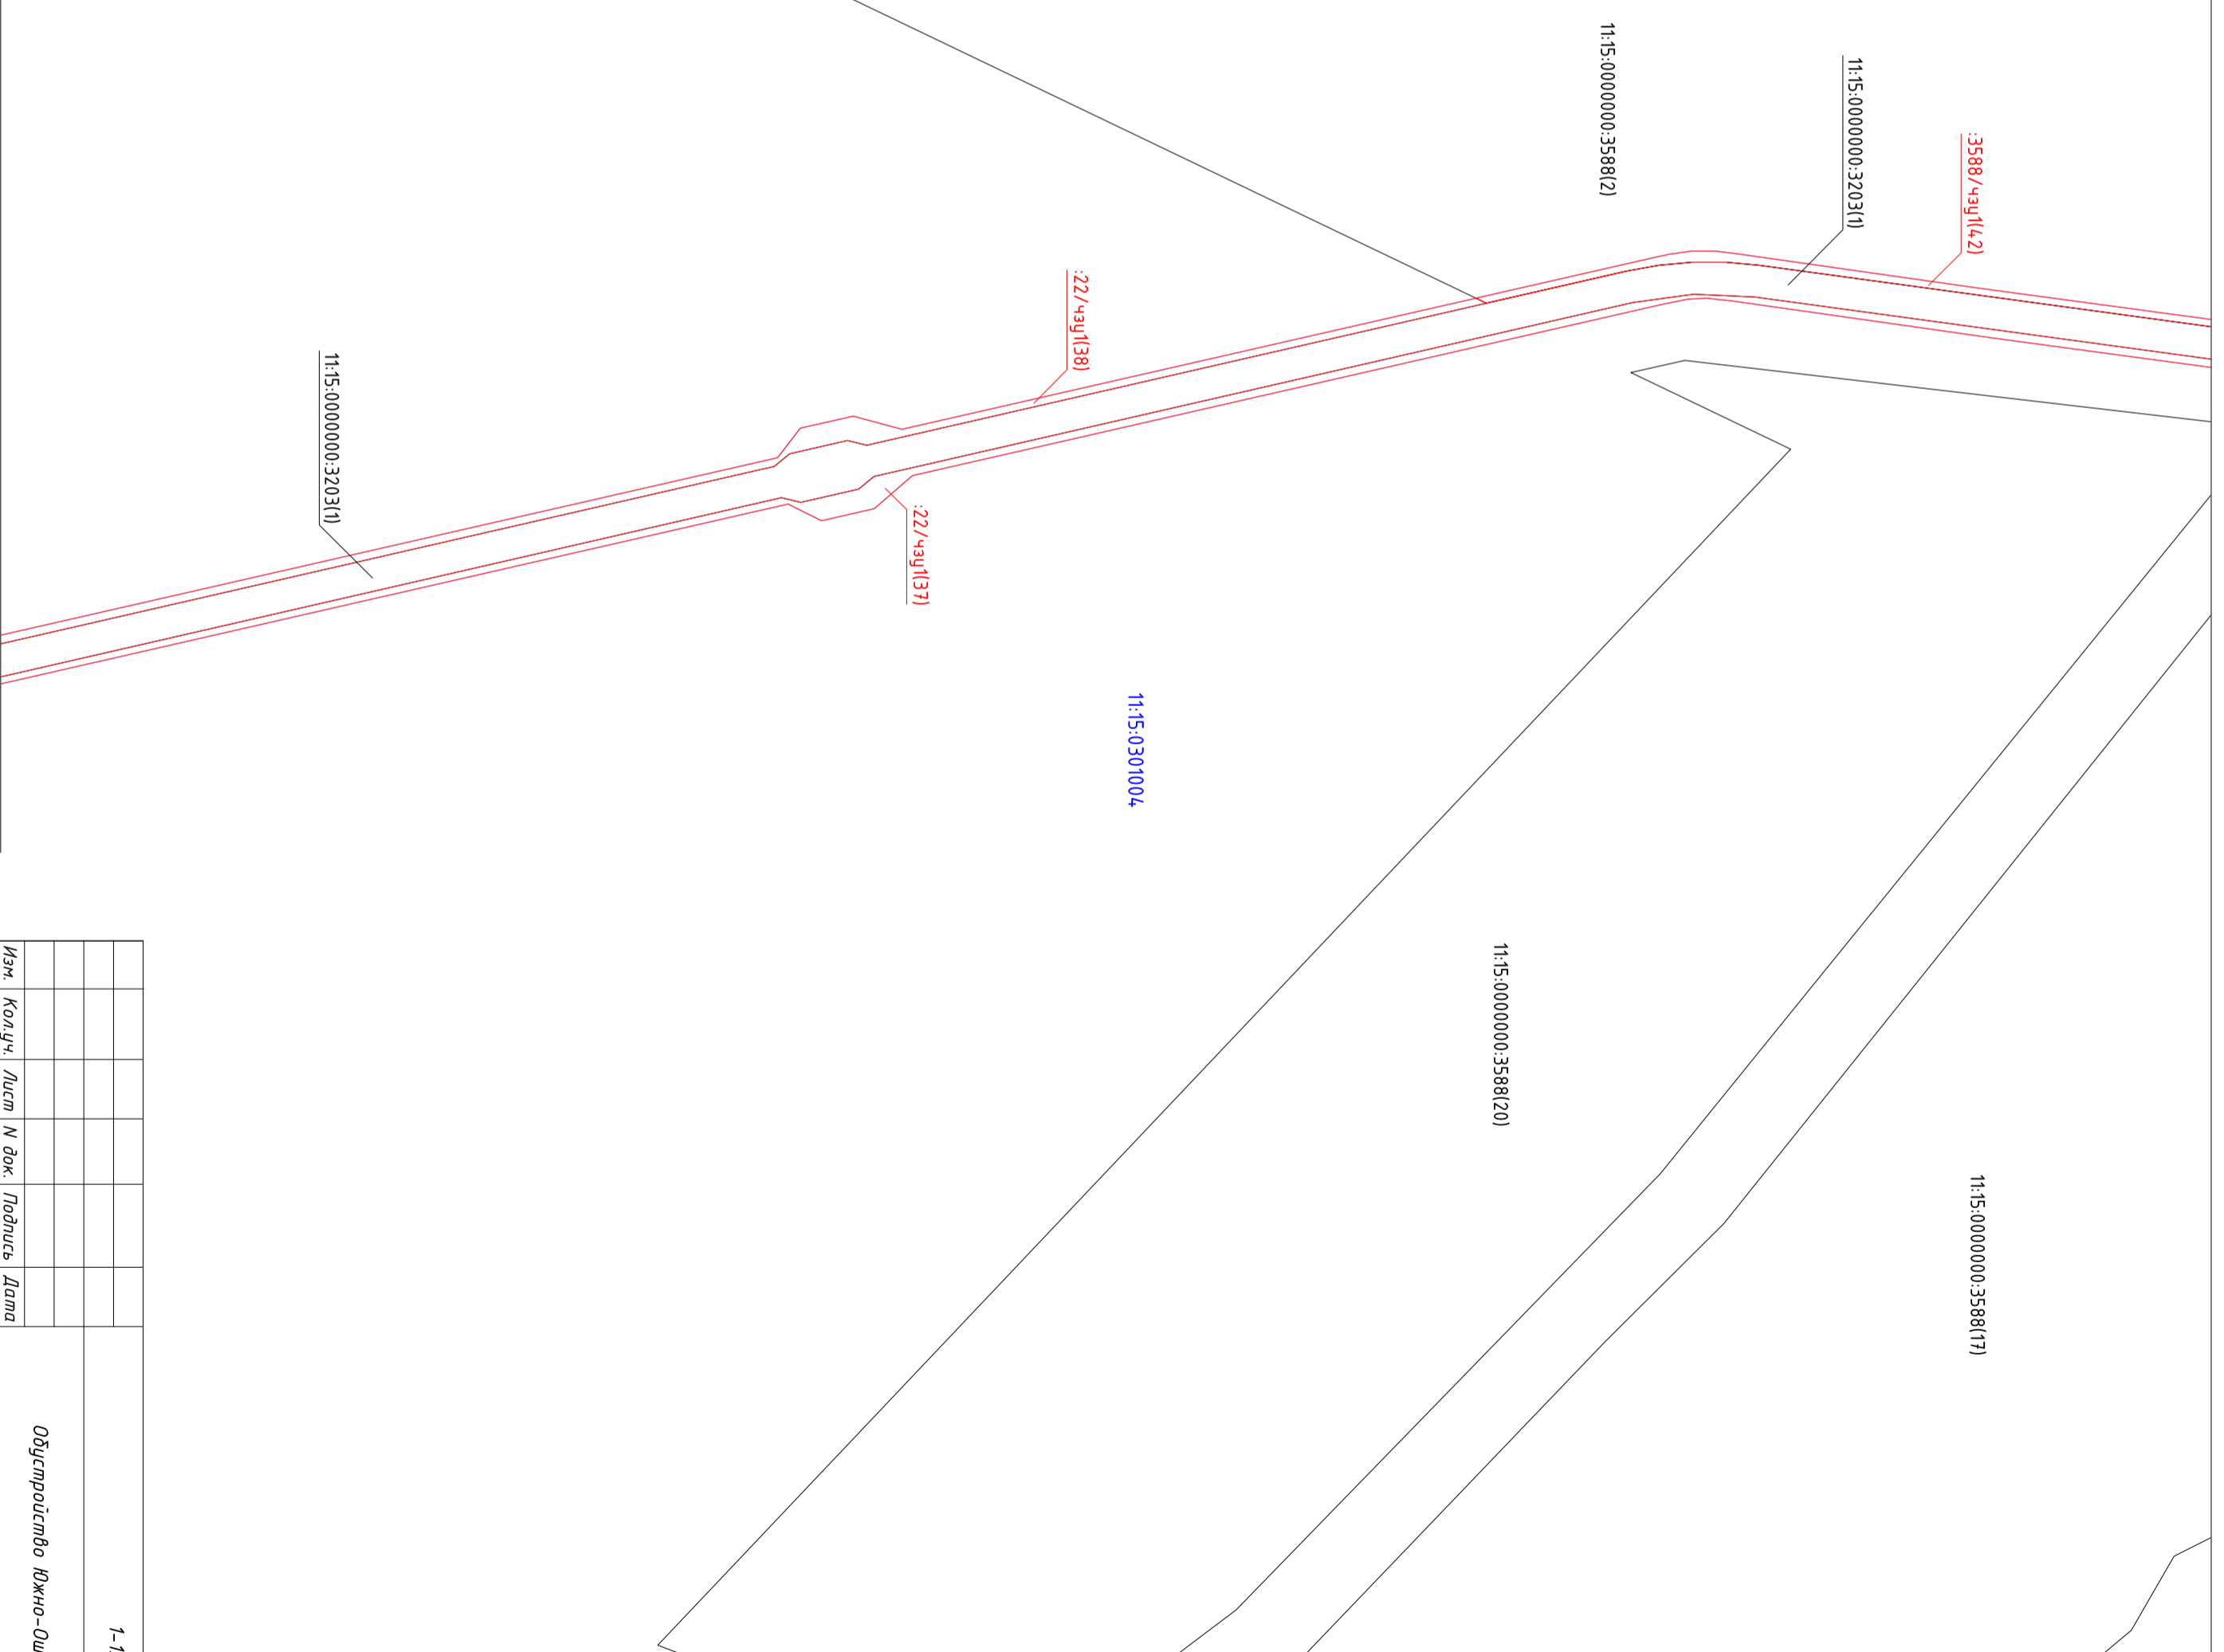 :3588/чзу1(42)
11:15:0000000:3203(1)
11:15:0000000:3588(2)
:22/чзу1(38)
:22/чзу1(37)
11:15:0000000:3203(1)
11:15:0301004
11:15:0000000:3588(20)
11:15:0000000:3588(17)
Изм. Кол.уч. Лист N док. Подпись Дата
Обустройство Южно-Ош